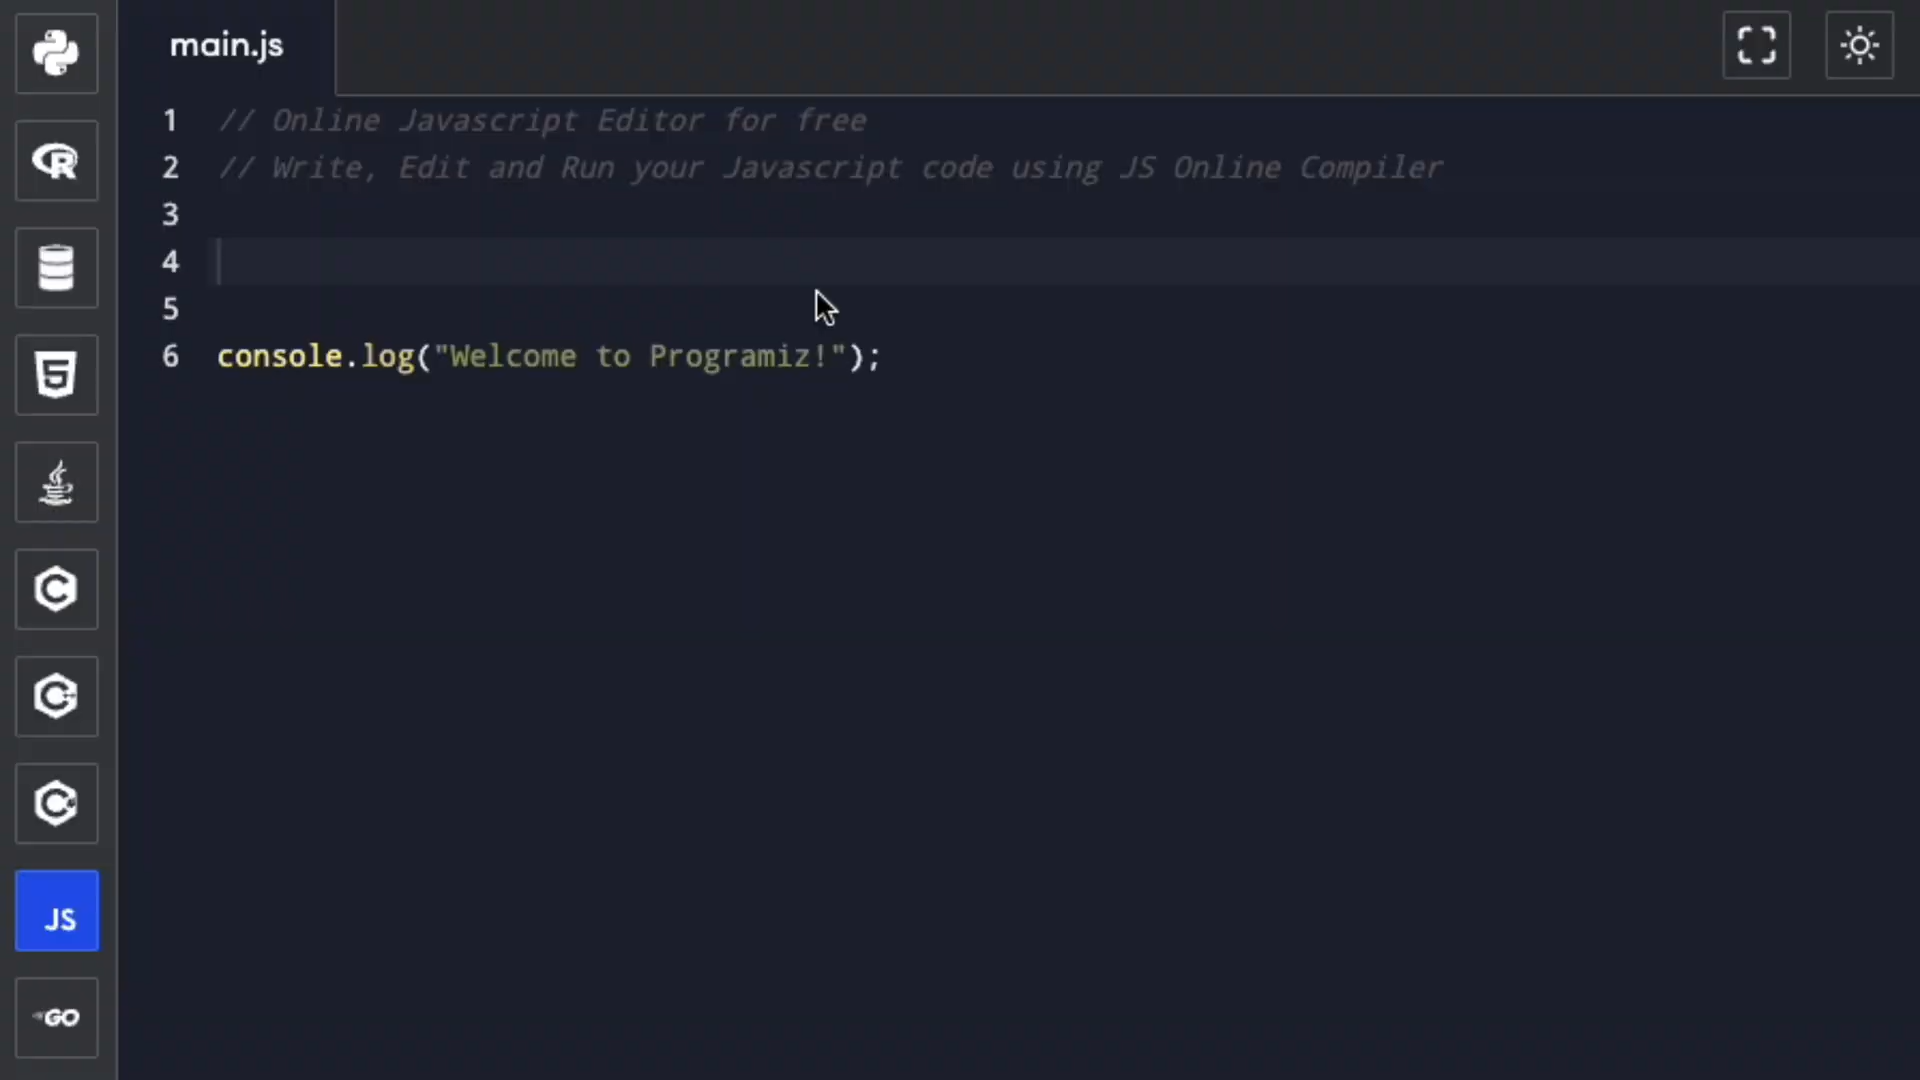 main.js
1 // Online Javascript Editor for free
2 // Write, Edit and Run your Javascript code using JS Online Compiler
3
4
5
6 console.log("Welcome to Programiz!");
R
5
C
C
C
JS
GO